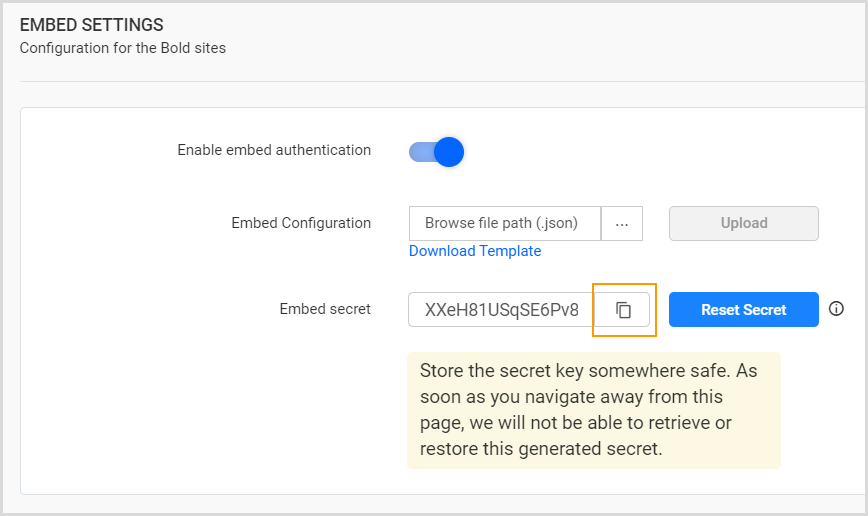 EMBED SETTINGS
Configuration for the Bold sites
Enable embed authentication
Embed Configuration
Browse file path (.json)
...
Upload
Download Template
Embed secret
XXeH81USqSE6Pv8
Reset Secret
Store the secret key somewhere safe. As
soon as you navigate away from this
page, we will not be able to retrieve or
restore this generated secret.